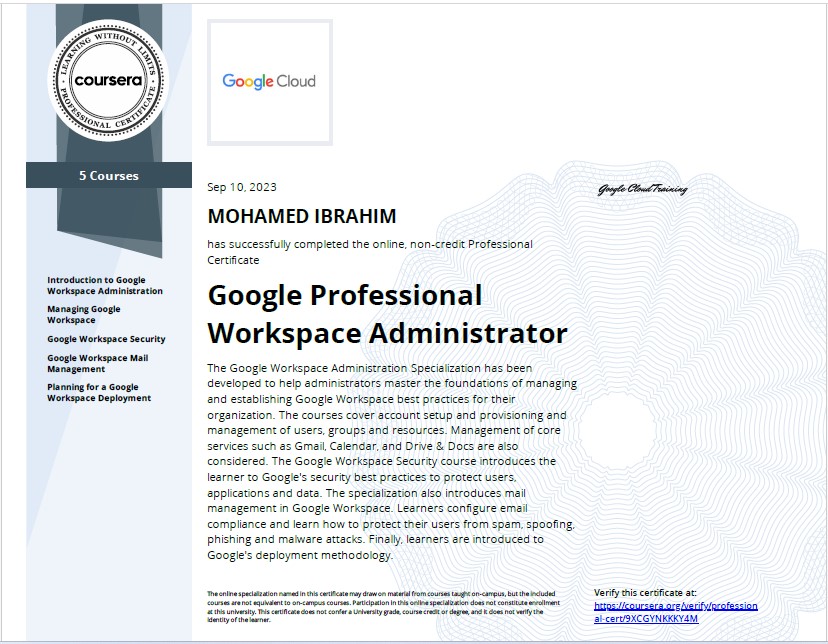 LEARNING WITHOUT LIMITS
coursera
PROFESSIONAL CERTIFICATE
5 Courses
Introduction to Google
Workspace Administration
Managing Google
Workspace
Google Workspace Security
Google Workspace Mail
Management
Planning for a Google
Workspace Deployment
Google Cloud
Sep 10, 2023
Google Cloud Training
MOHAMED IBRAHIM
has successfully completed the online, non-credit Professional
Certificate
Google Professional
Workspace Administrator
The Google Workspace Administration Specialization has been
developed to help administrators master the foundations of managing
and establishing Google Workspace best practices for their
organization. The courses cover account setup and provisioning and
management of users, groups and resources. Management of core
services such as Gmail, Calendar, and Drive & Docs are also
considered. The Google Workspace Security course introduces the
learner to Google's security best practices to protect users,
applications and data. The specialization also introduces mail
management in Google Workspace. Learners configure email
compliance and learn how to protect their users from spam, spoofing,
phishing and malware attacks. Finally, learners are introduced to
Google's deployment methodology.
The online specialization named in this certificate may draw on material from courses taught on-campus, but the included
courses are not equivalent to on-campus courses. Participation in this online specialization does not constitute enrollment
at this university. This certificate does not confer a University grade, course credit or degree, and it does not verify the
identity of the learner.
Verify this certificate at:
https://coursera.org/verify/profession
al-cert/9XCGYNKKKY4M